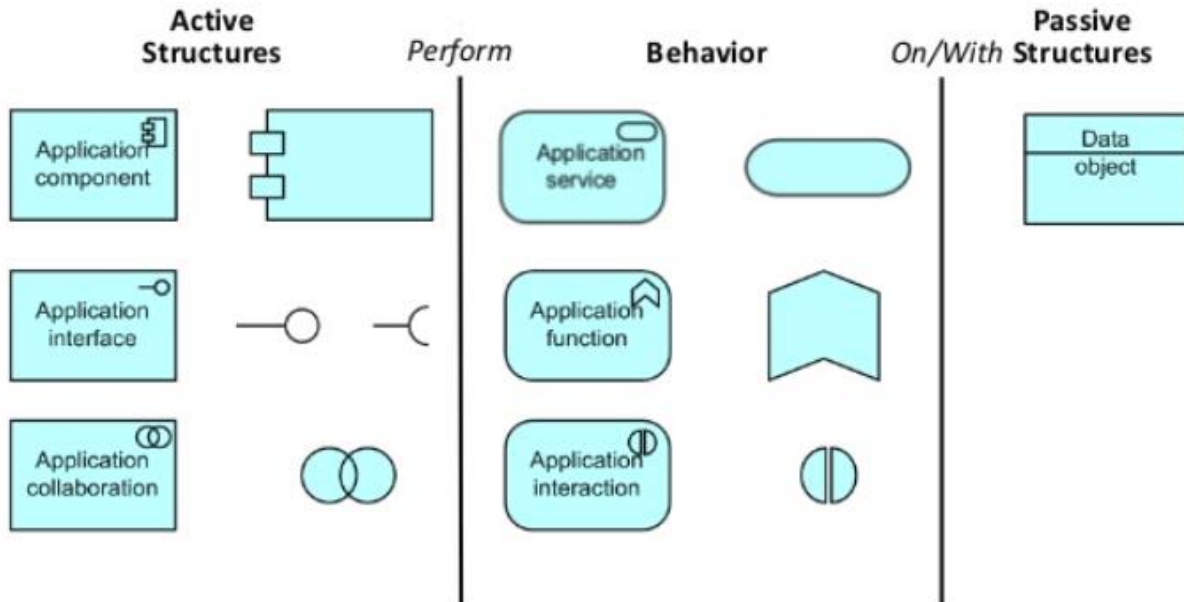 Active
Structures
Perform
Behavior
On/With
Passive
Structures
Application
component
Application
service
Data
object
Application
interface
Application
function
Application
collaboration
Application
interaction